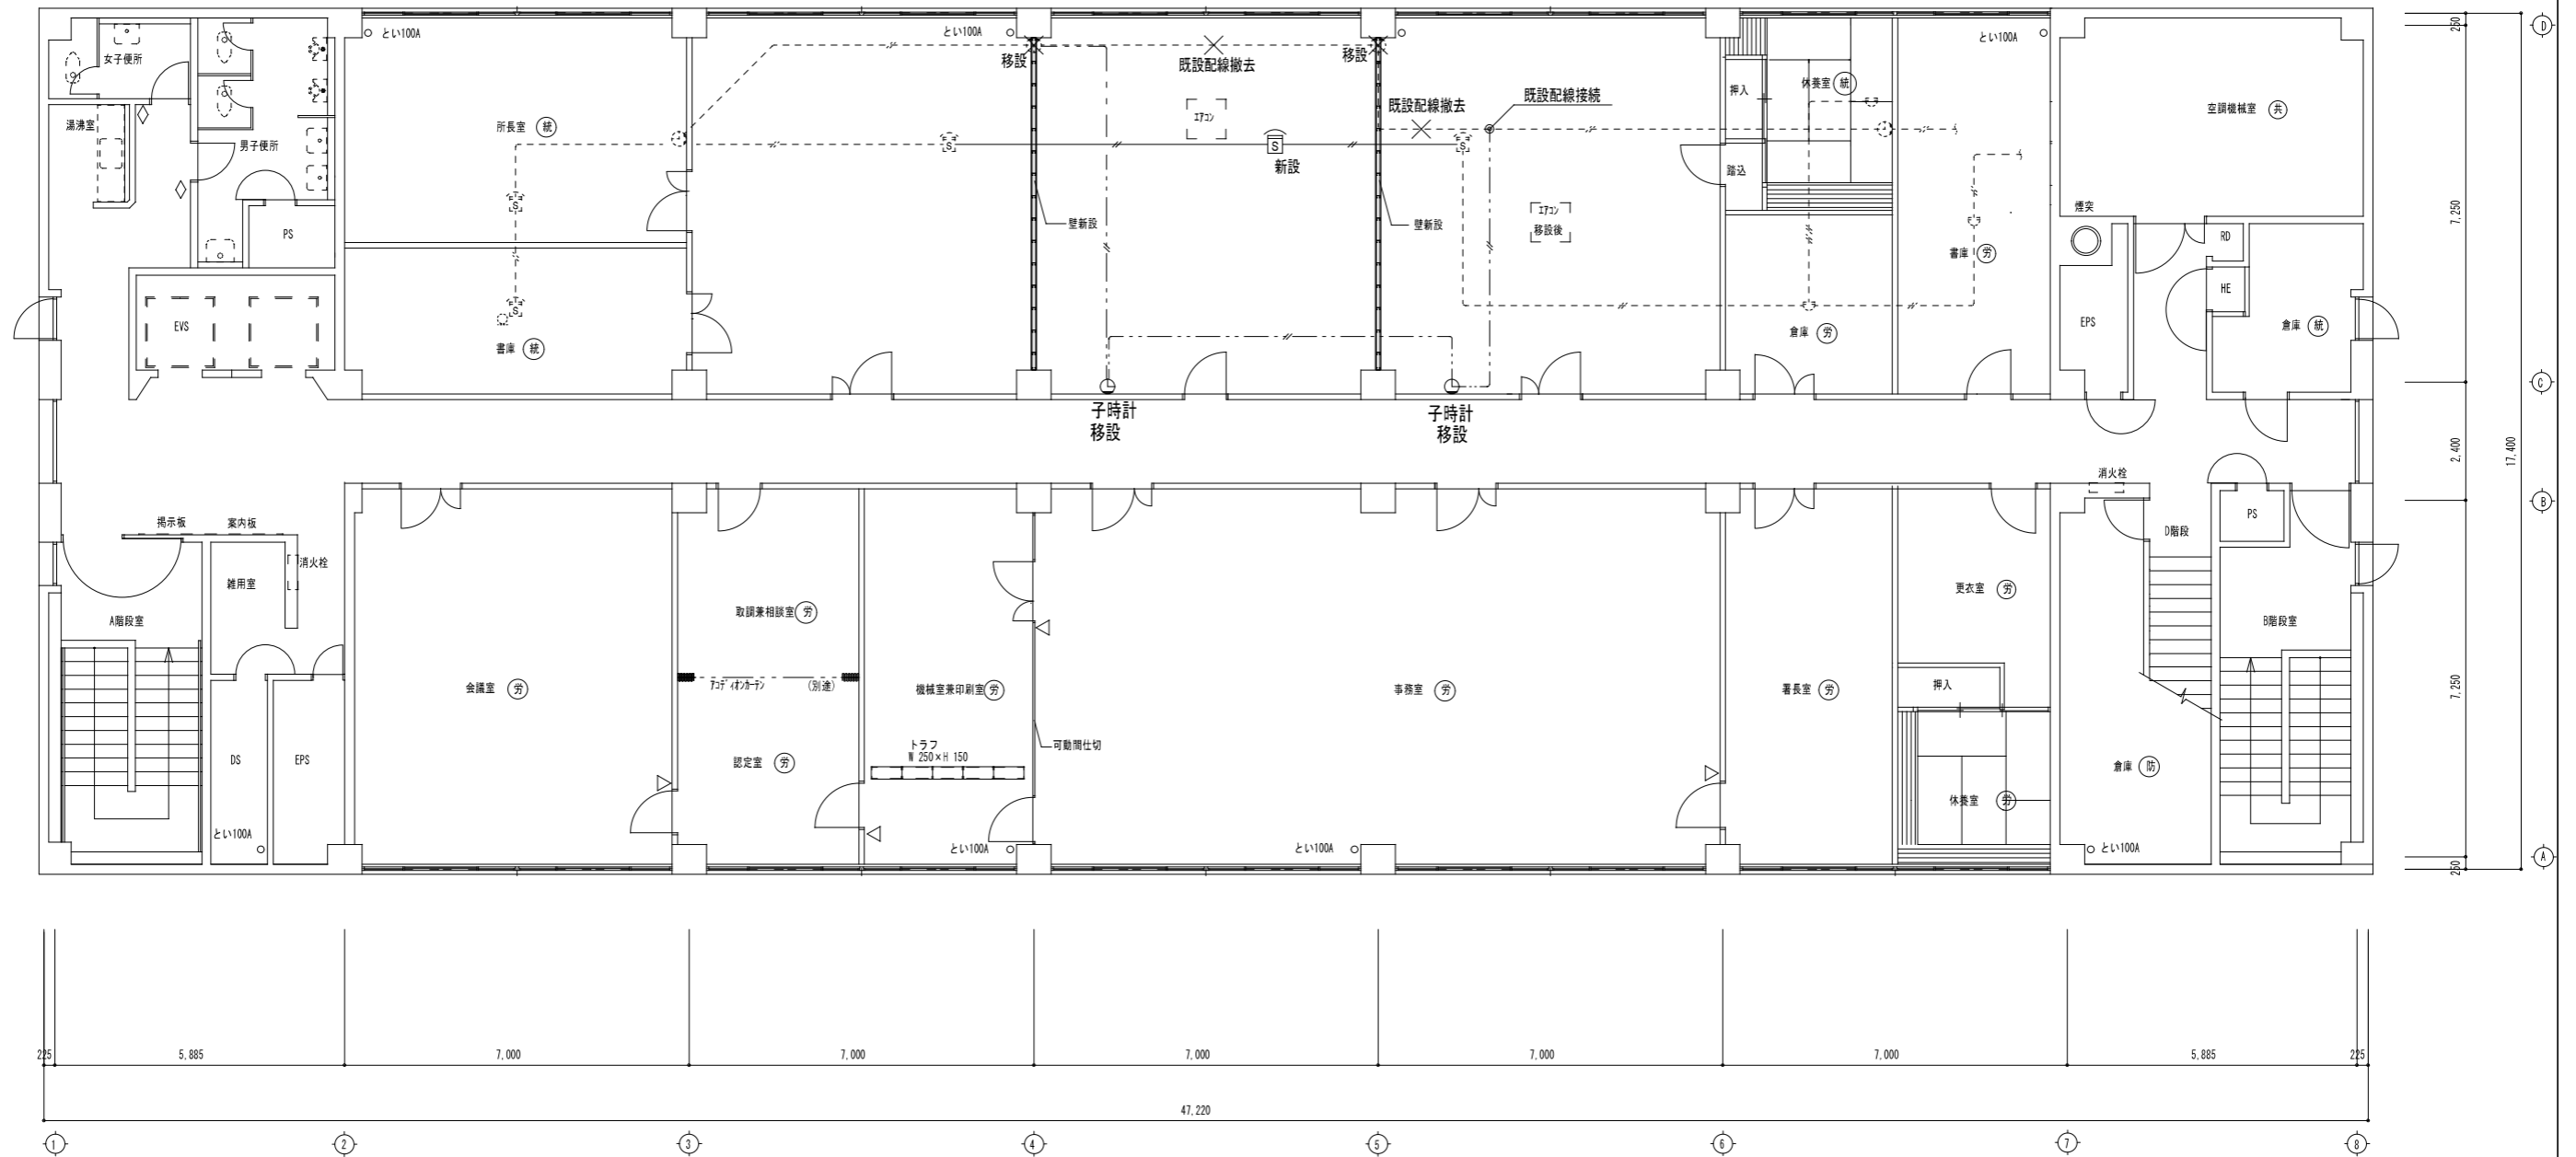 とい100A
とい100A
とい100A
女子便所
移設
既設配線撤去
移設
湯沸室
男子便所
所長室 統
エアコン
既設配線撤去
既設配線接続
押入
休養室 統
空調機械室 共
S
S
新設
S
踏込
S
PS
壁新設
壁新設
エアコン
移設後
煙突
RD
書庫 労
HE
S
EVS
書庫 統
倉庫 労
EPS
倉庫 統
子時計
移設
子時計
移設
消火栓
掲示板
案内板
消火栓
雑用室
A階段室
取調兼相談室 労
D階段
PS
更衣室 労
B階段室
会議室 労
アコディオンカーテン
(別途)
機械室兼印刷室 労
事務室 労
署長室 労
押入
トラフ
W 250×H 150
可動間仕切
認定室 労
DS
EPS
休養室 労
倉庫 防
とい100A
とい100A
とい100A
とい100A
250
7,250
2,400
17,400
7,250
250
D
C
B
A
225
5,885
7,000
7,000
7,000
7,000
7,000
5,885
225
47,220
1
2
3
4
5
6
7
8